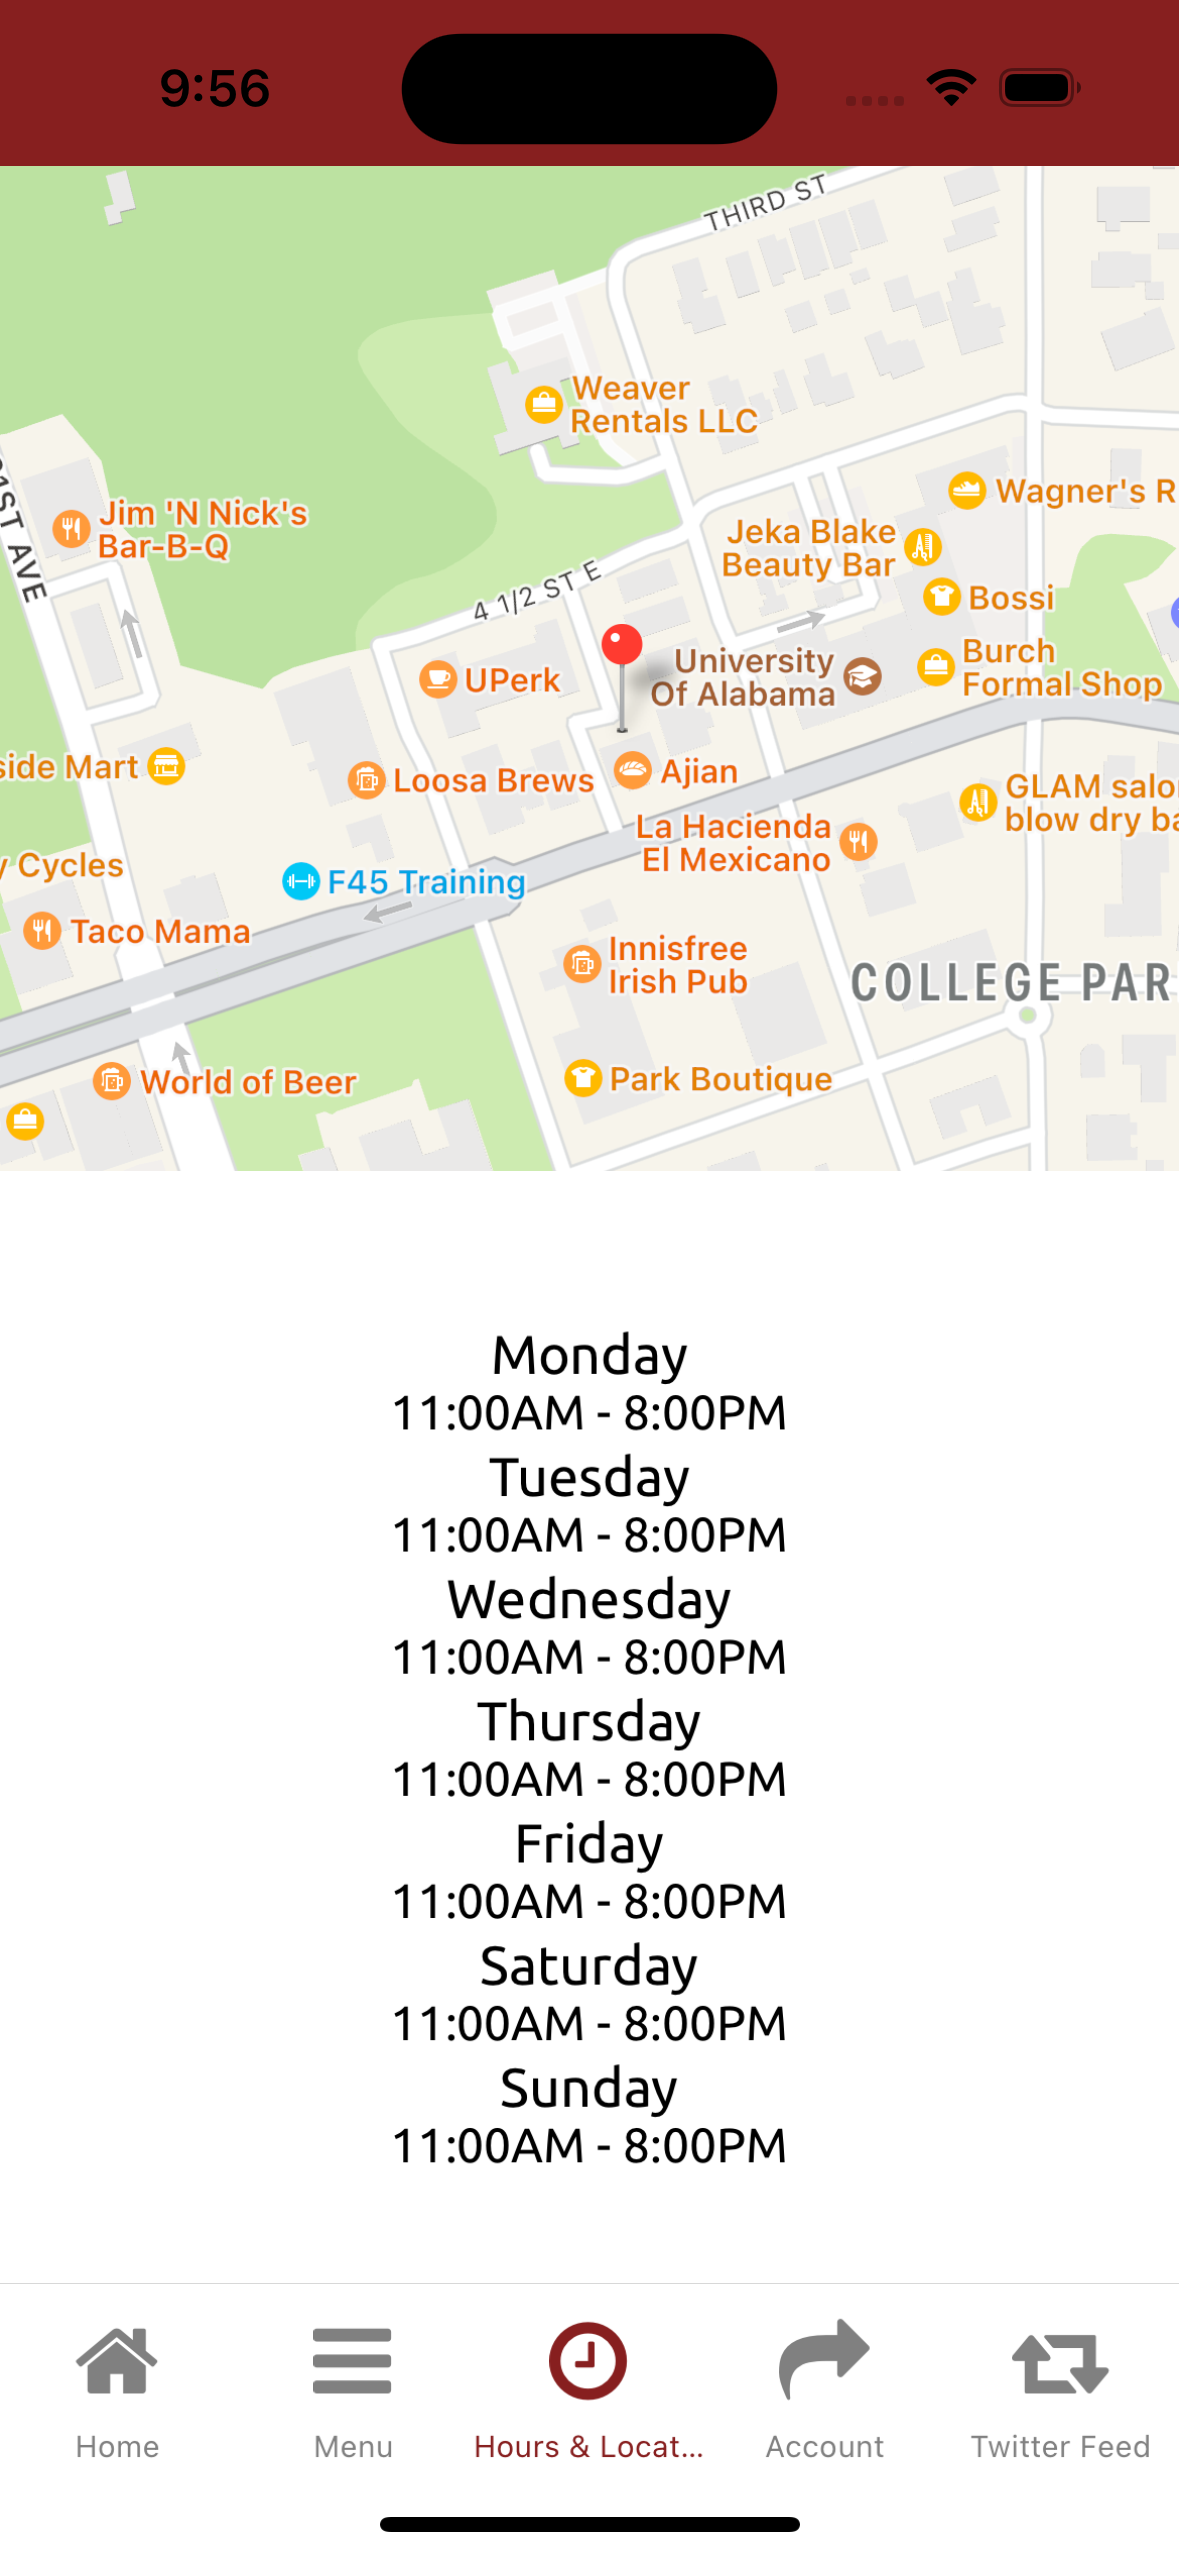 9:56
THIRD ST
Weaver
Rentals LLC
Wagner's R
Jim 'N Nick's
Bar-B-Q
Jeka Blake
Beauty Bar
1ST AVE
4 1/2 ST E
Bossi
Burch
Formal Shop
University
Of Alabama
UPerk
side Mart
Loosa Brews
Ajian
GLAM salo
blow dry ba
La Hacienda
El Mexicano
y Cycles
F45 Training
Taco Mama
Innisfree
Irish Pub
COLLEGE PAR
World of Beer
Park Boutique
Monday
11:00AM - 8:00PM
Tuesday
11:00AM - 8:00PM
Wednesday
11:00AM - 8:00PM
Thursday
11:00AM - 8:00PM
Friday
11:00AM - 8:00PM
Saturday
11:00AM - 8:00PM
Sunday
11:00AM - 8:00PM
Home
Menu
Hours & Locat...
Account
Twitter Feed